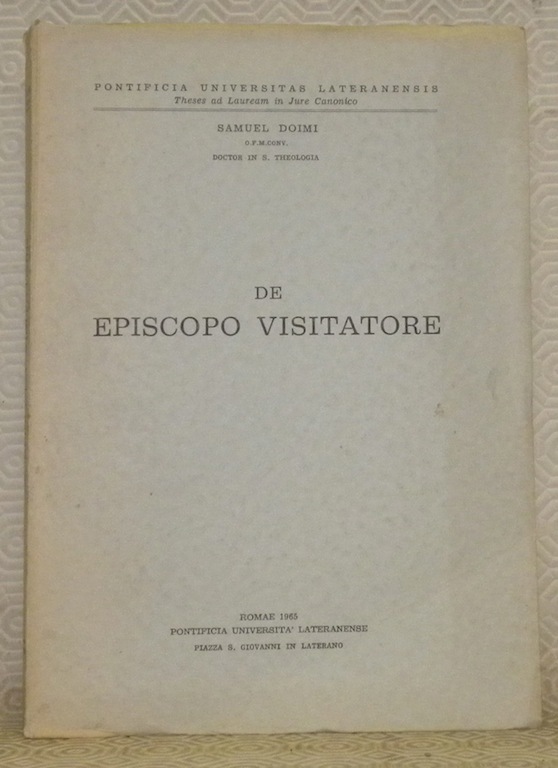 PONTIFICIA UNIVERSITAS LATERANENSIS
Theses ad Lauream in Jure Canonico
SAMUEL DOIMI
O.F.M.CONV.
DOCTOR IN S. THEOLOGIA
DE
EPISCOPO VISITATORE
ROMAE 1965
PONTIFICIA UNIVERSITA' LATERANENSE
PIAZZA S. GIOVANNI IN LATERANO